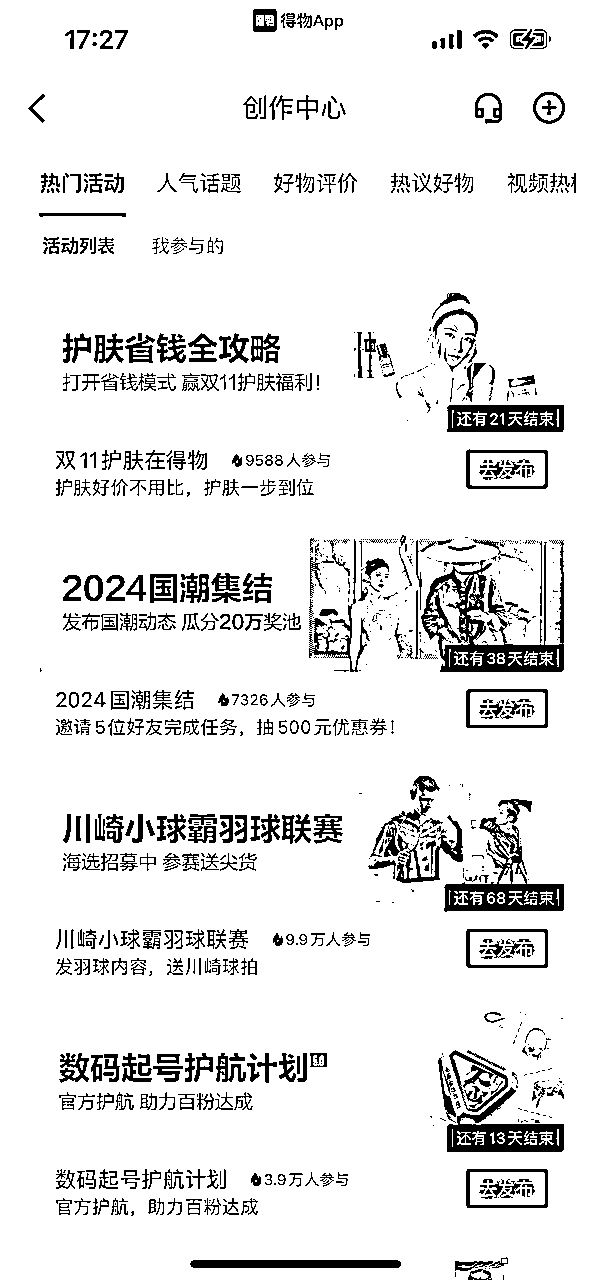 得物App
17:27
创作中心
热门活动 人气话题 好物评价 热议好物 视频热
活动列表 我参与的
护肤省钱全攻略
打开省钱模式 赢双11护肤福利!
还有21天结束
双11护肤在得物 9588人参与
去发布
护肤好价不用比，护肤一步到位
2024国潮集结
发布国潮动态 瓜分20万奖池
还有38天结束
2024国潮集结 7326人参与
去发布
邀请5位好友完成任务，抽500元优惠券!
川崎小球霸羽球联赛
海选招募中 参赛送尖货
还有68天结束
川崎小球霸羽球联赛 9.9万人参与
去发布
发羽球内容，送川崎球拍
数码起号护航计划
官方护航 助力百粉达成
还有13天结束
数码起号护航计划 3.9万人参与
去发布
官方护航，助力百粉达成